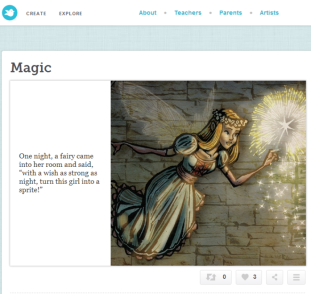 CREATE EXPLORE About • Teachers • Parents • Artists
Magic
One night, a fairy came
into her room and said,
"with a wish as strong as
night, turn this girl into a
sprite!"
0 3